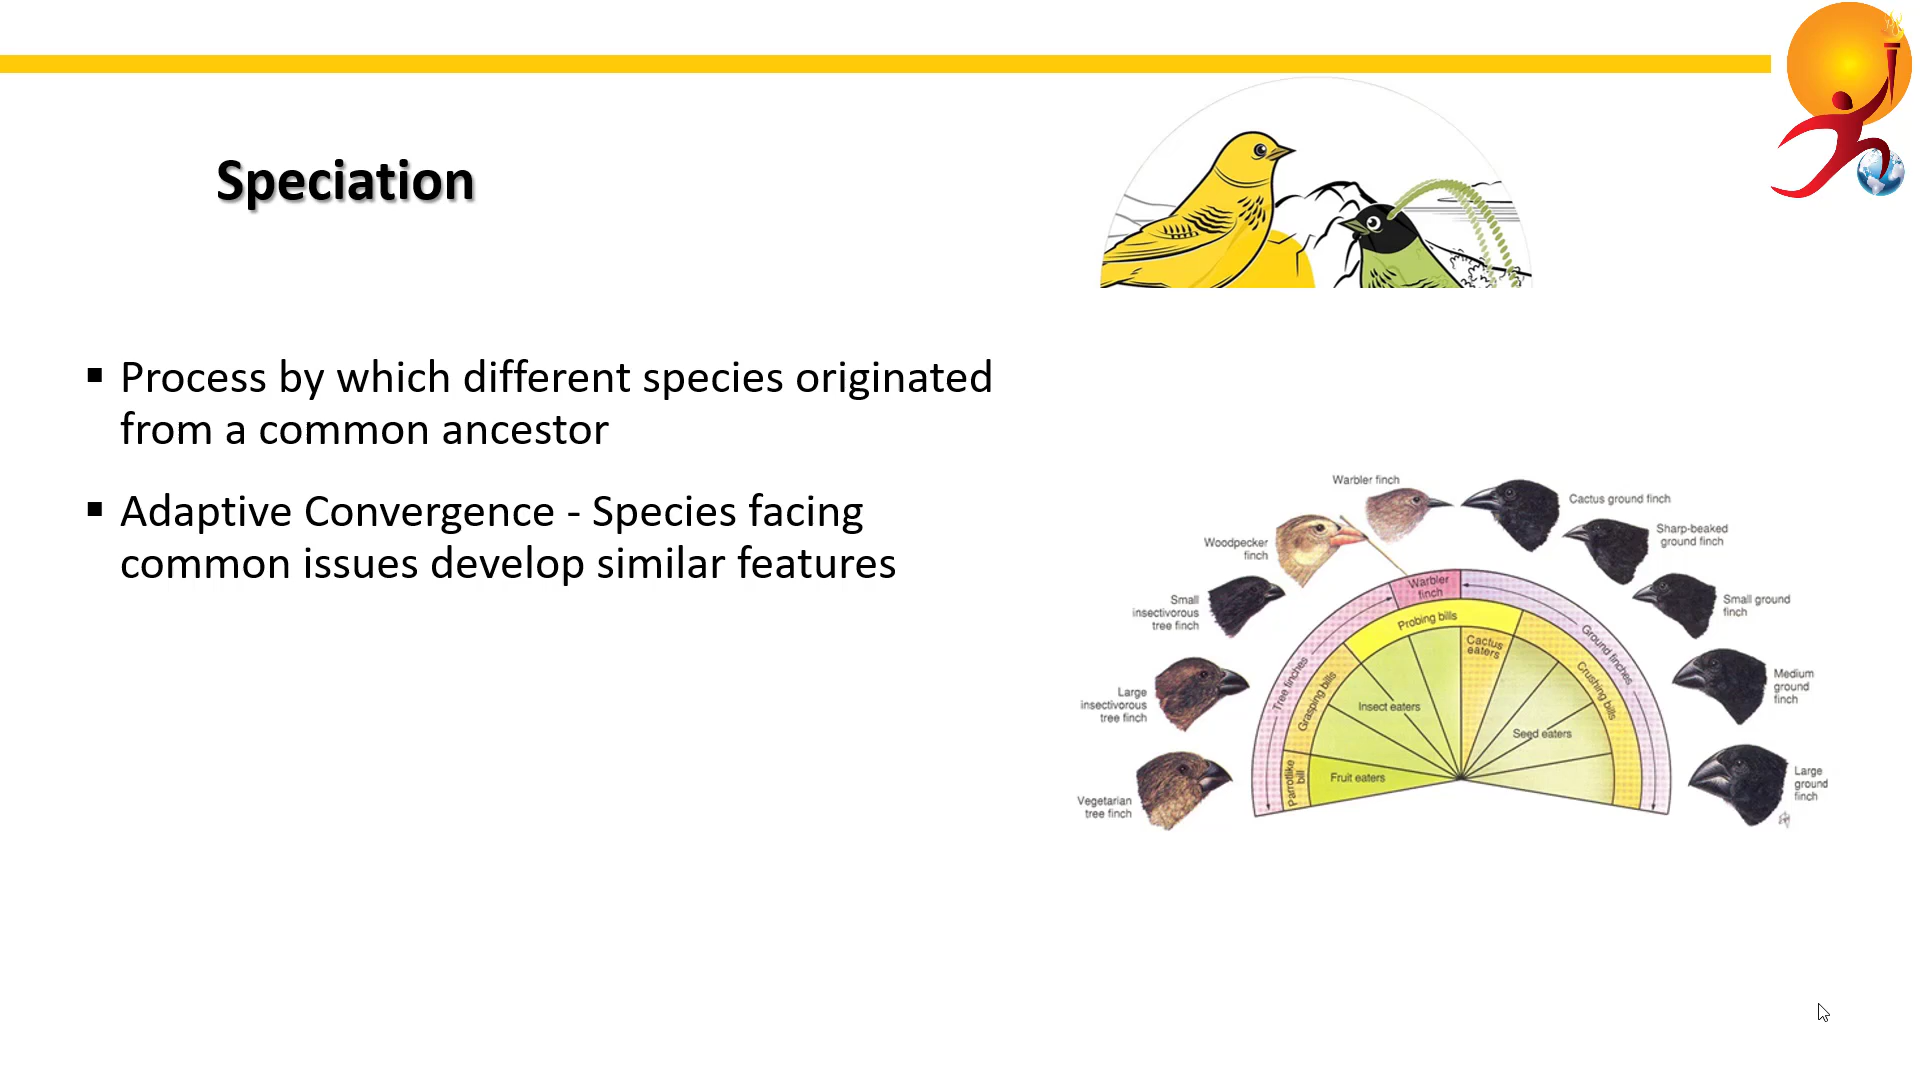 Speciation
▪ Process by which different species originated
from a common ancestor
▪ Adaptive Convergence - Species facing
common issues develop similar features
Warbler finch
Cactus ground finch
Sharp-beaked
ground finch
Woodpecker
finch
Small
insectivorous
tree finch
Small ground
finch
Large
insectivorous
tree finch
Medium
ground
finch
Vegetarian
tree finch
Large
ground
finch
Warbler
finch
Tree finches
Ground finches
Probing bills
Grasping bills
Crushing bills
Parrotlike
bill
Cactus
eaters
Insect eaters
Seed eaters
Fruit eaters